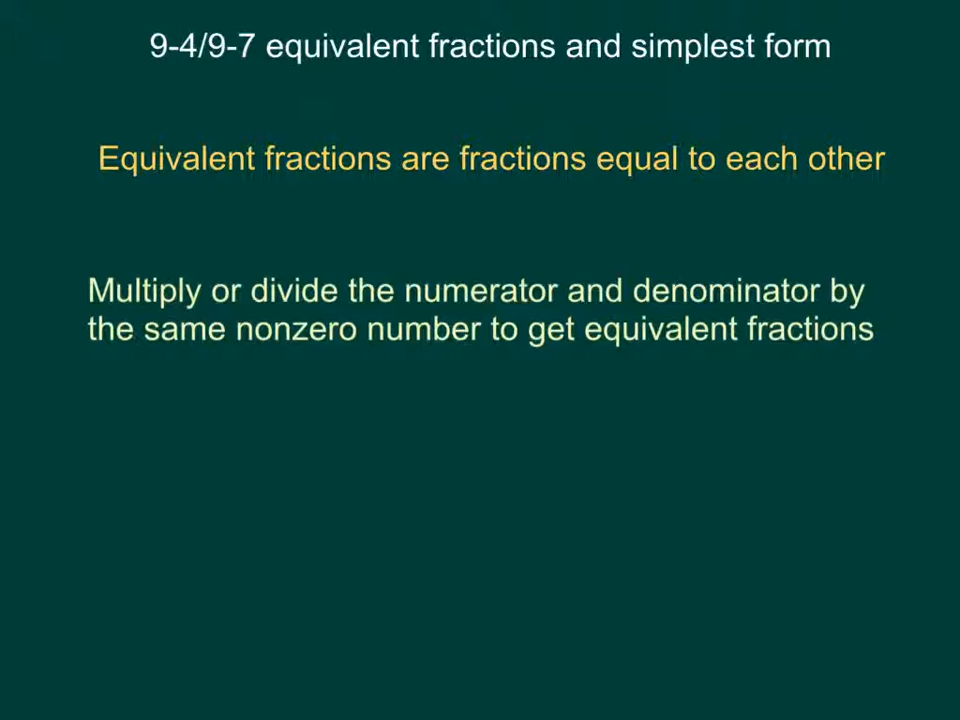 9-4/9-7 equivalent fractions and simplest form
Equivalent fractions are fractions equal to each other
Multiply or divide the numerator and denominator by
the same nonzero number to get equivalent fractions